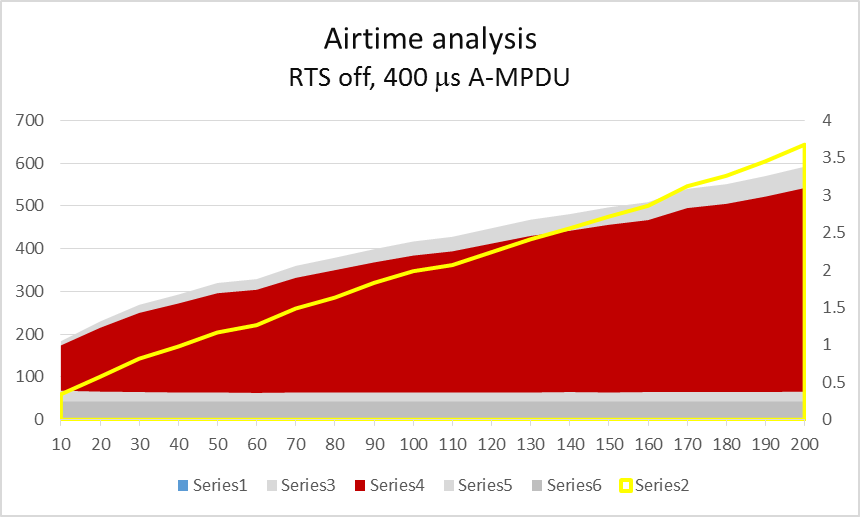 Airtime analysis
RTS off, 400 μs A-MPDU
700 4
600 3.5
500 3
400 2.5
300 2
200 1.5
100 1
0 0.5
0
10 20 30 40 50 60 70 80 90 100 110 120 130 140 150 160 170 180 190 200
Series1 Series3 Series4 Series5 Series6 Series2